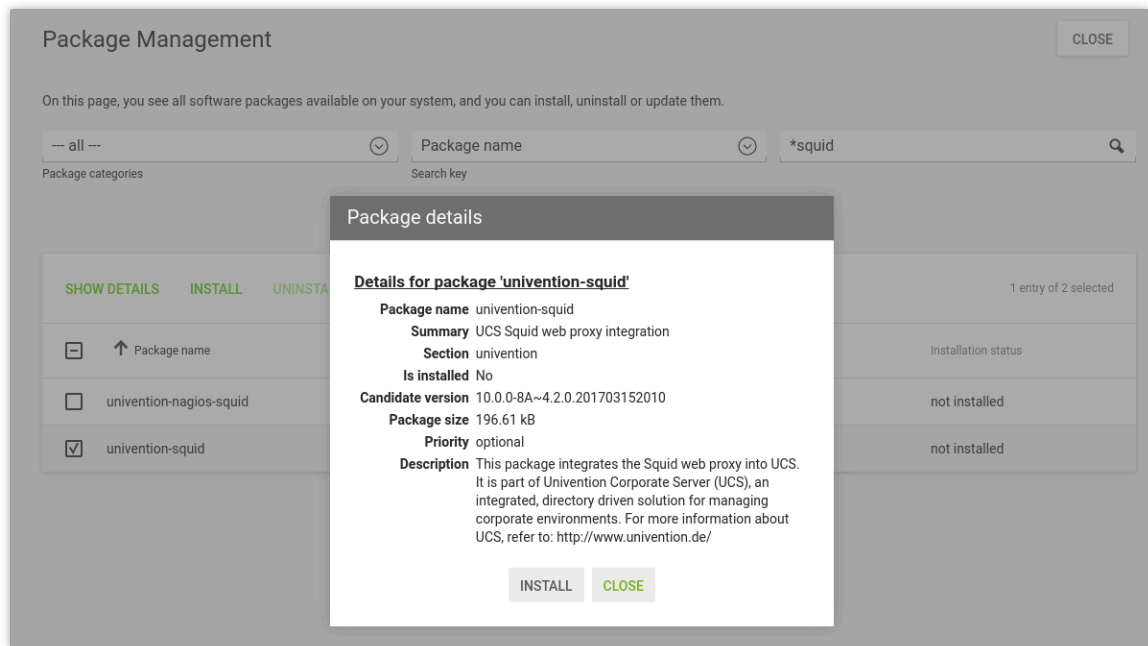 Package Management
CLOSE
On this page, you see all software packages available on your system, and you can install, uninstall or update them.
--- all ---
Package name
*squid
Package categories
Search key
Package details
SHOW DETAILS INSTALL UNINSTA
1 entry of 2 selected
Package name
Installation status
univention-nagios-squid
not installed
univention-squid
not installed
Details for package 'univention-squid'
Package name univention-squid
Summary UCS Squid web proxy integration
Section univention
Is installed No
Candidate version 10.0.0-8A~4.2.0.201703152010
Package size 196.61 kB
Priority optional
Description This package integrates the Squid web proxy into UCS.
It is part of Univention Corporate Server (UCS), an
integrated, directory driven solution for managing
corporate environments. For more information about
UCS, refer to: http://www.univention.de/
INSTALL CLOSE